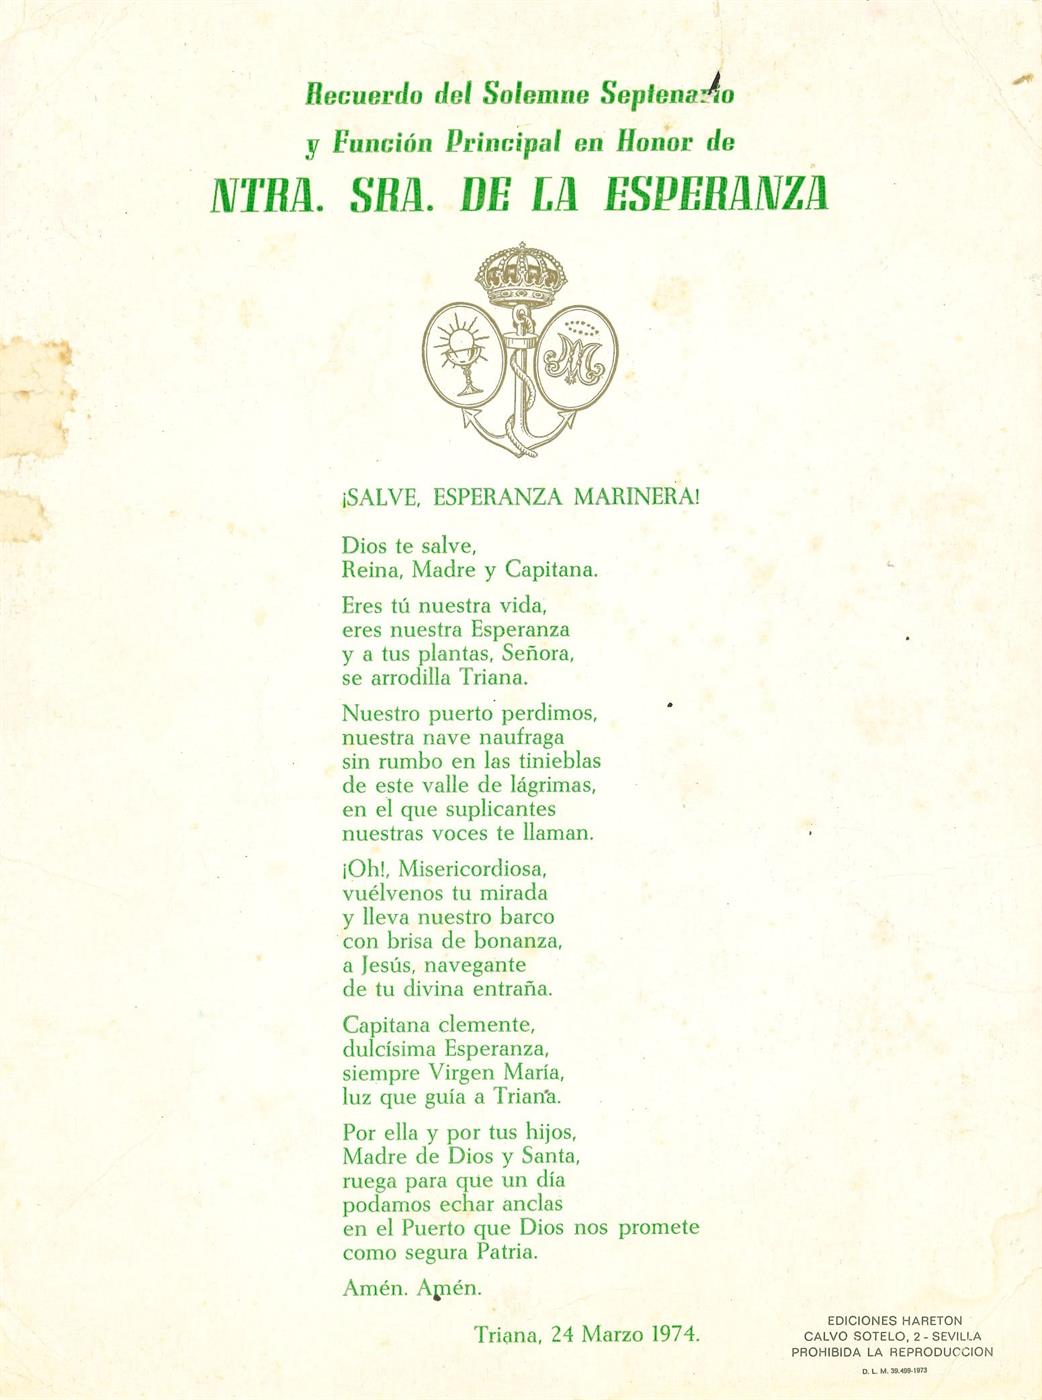 Recuerdo del Solemne Septenario
y Función Principal en Honor de
NTRA. SRA. DE LA ESPERANZA
¡SALVE, ESPERANZA MARINERA!
Dios te salve,
Reina, Madre y Capitana.
Eres tú nuestra vida,
eres nuestra Esperanza
y a tus plantas, Señora,
se arrodilla Triana.
Nuestro puerto perdimos,
nuestra nave naufraga
sin rumbo en las tinieblas
de este valle de lágrimas,
en el que suplicantes
nuestras voces te llaman.
¡Oh!, Misericordiosa,
vuélvenos tu mirada
y lleva nuestro barco
con brisa de bonanza,
a Jesús, navegante
de tu divina entraña.
Capitana clemente,
dulcísima Esperanza,
siempre Virgen María,
luz que guía a Triana.
Por ella y por tus hijos,
Madre de Dios y Santa,
ruega para que un día
podamos echar anclas
en el Puerto que Dios nos promete
como segura Patria.
Amén. Amén.
Triana, 24 Marzo 1974.
EDICIONES HARETON
CALVO SOTELO, 2 - SEVILLA
PROHIBIDA LA REPRODUCCION
D. L. M. 39.499-1973